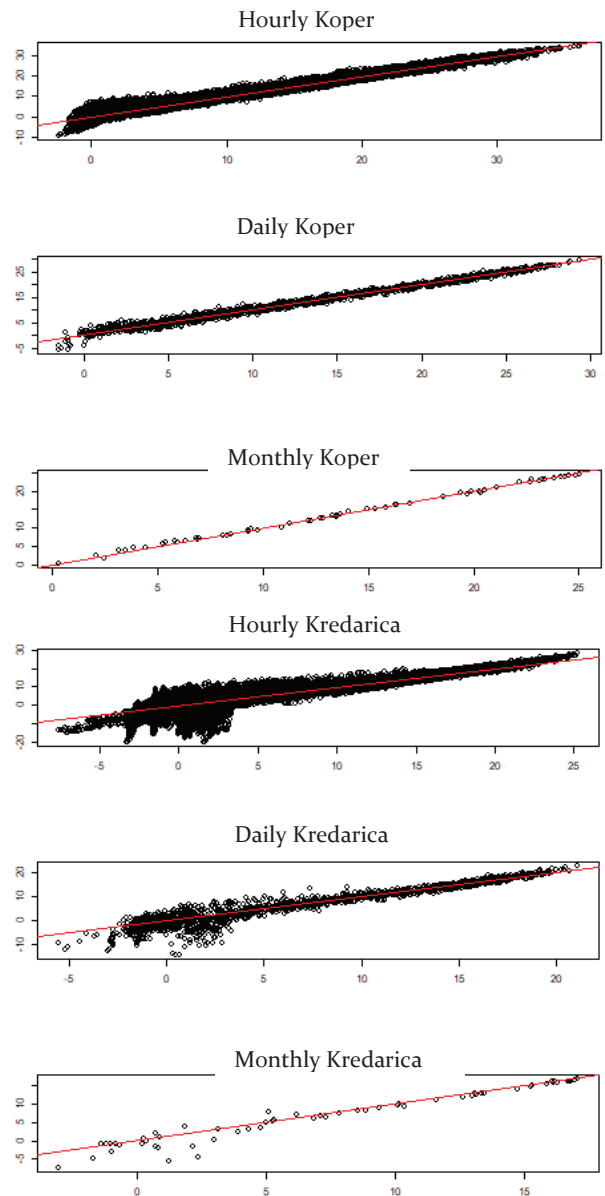 Hourly Koper
-10 0 10 20 30
0 10 20 30
Daily Koper
-5 5 15 25
0 5 10 15 20 25 30
Monthly Koper
0 5 10 20
0 5 10 15 20 25
Hourly Kredarica
-20 0 10 30
-5 0 5 10 15 20 25
Daily Kredarica
-10 0 10 20
-5 0 5 10 15 20
Monthly Kredarica
-5 0 5 10
0 5 10 15